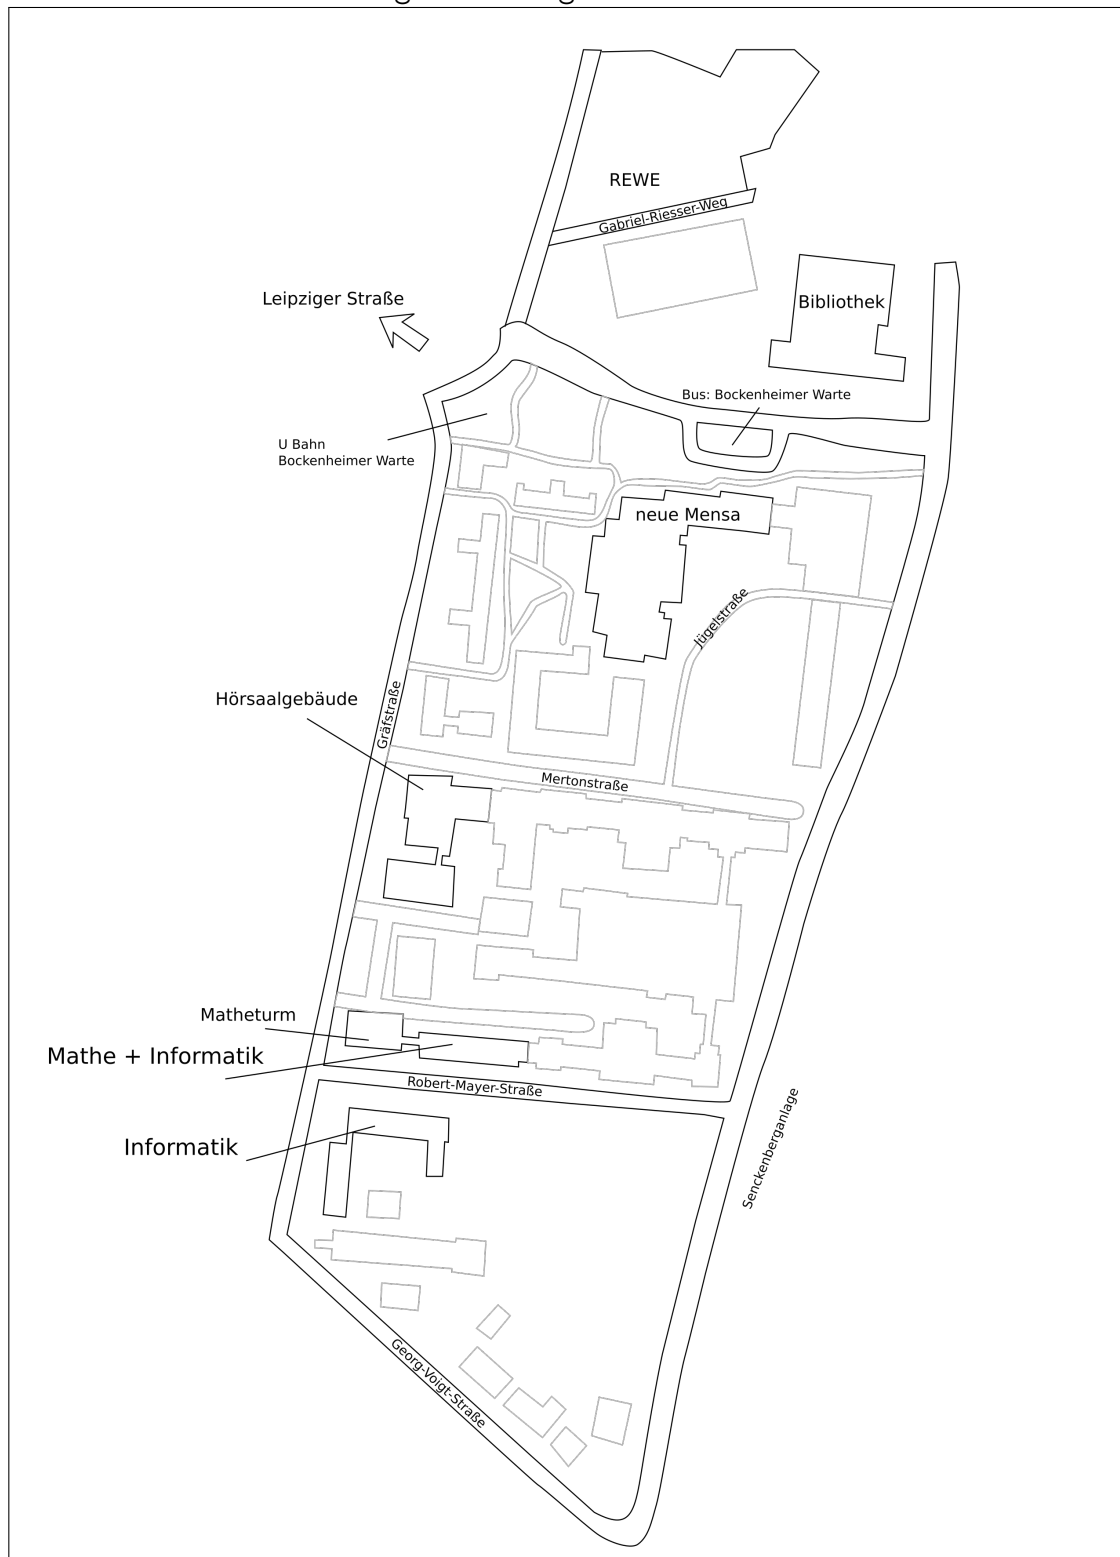 REWE
Gabriel-Riesser-Weg
Leipziger Straße
Bibliothek
Bus: Bockenheimer Warte
U Bahn
Bockenheimer Warte
neue Mensa
Jügelstraße
Hörsaalgebäude
Gräfstraße
Mertonstraße
Matheturm
Mathe + Informatik
Robert-Mayer-Straße
Informatik
Senckenberganlage
Georg-Voigt-Straße